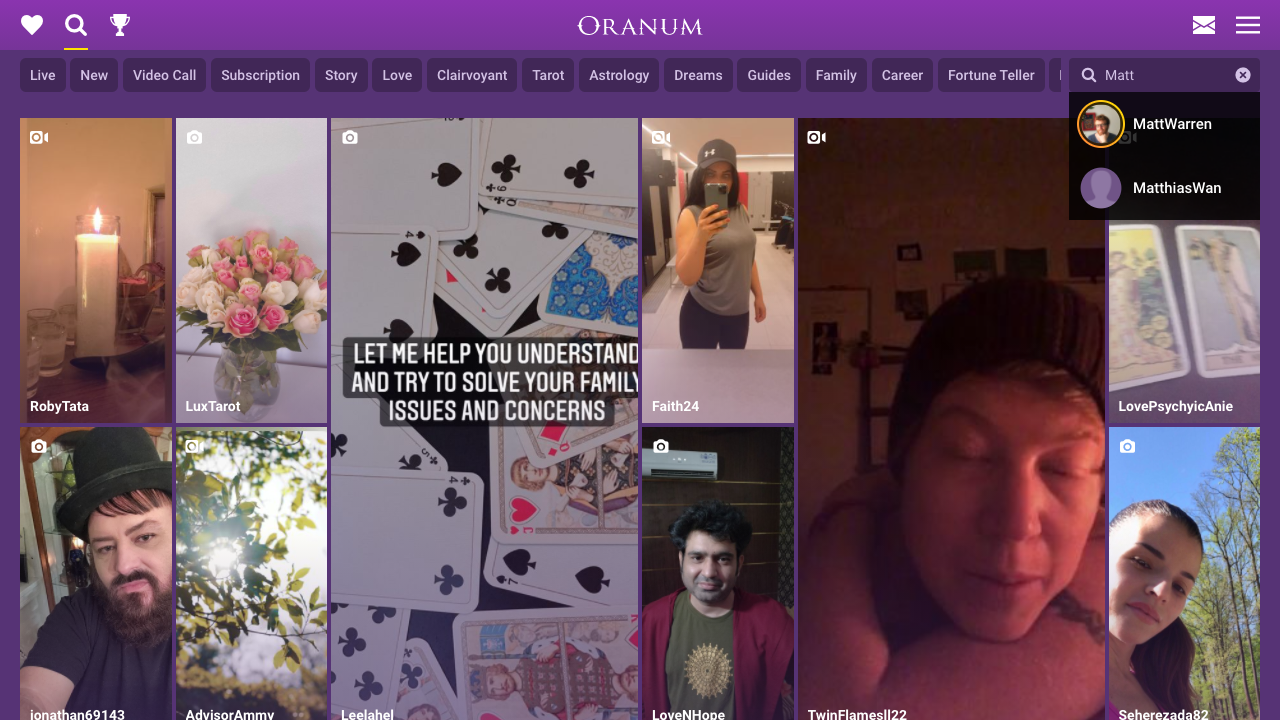 ORANUM
Live
New
Video Call
Subscription
Story
Love
Clairvoyant
Tarot
Astrology
Dreams
Guides
Family
Career
Fortune Teller
Matt
MattWarren
MatthiasWan
RobyTata
LuxTarot
LET ME HELP YOU UNDERSTAND
AND TRY TO SOLVE YOUR FAMILY
ISSUES AND CONCERNS
Faith24
LovePsychyicAnie
jonathan69143
AdvisorAmmy
Leelahel
LoveNHope
TwinFlamesll22
Seherezada82